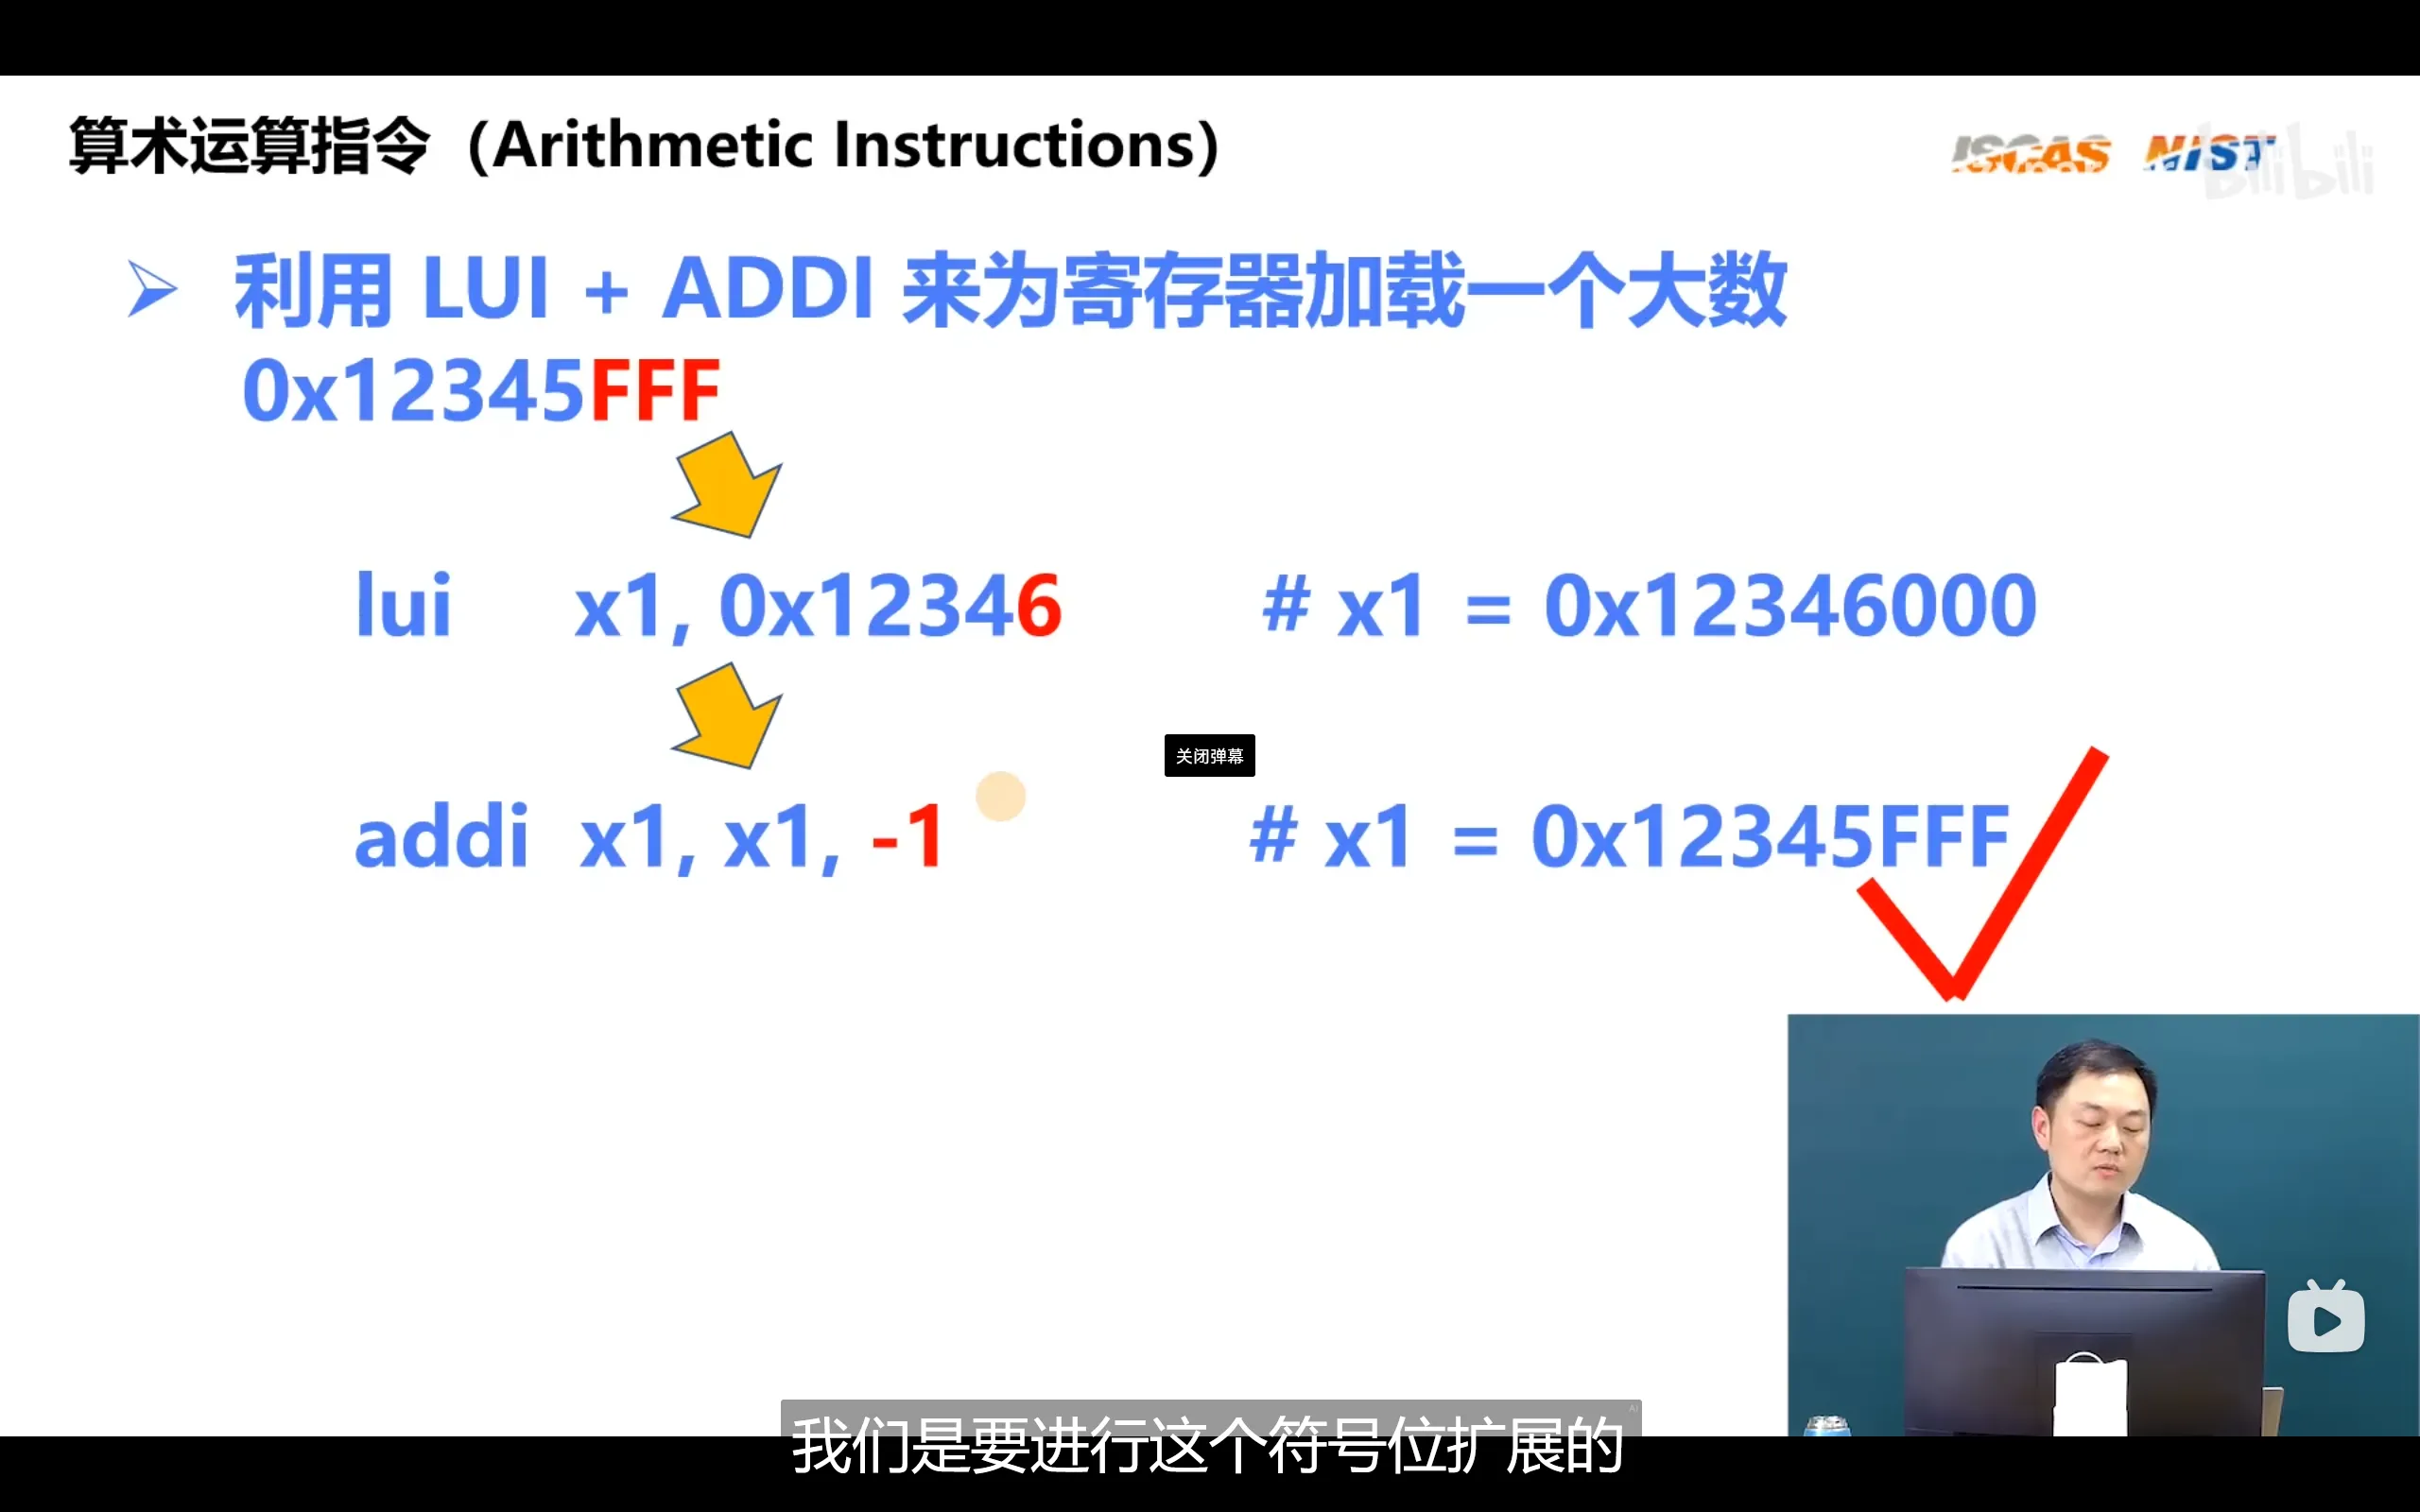 算术运算指令（Arithmetic Instructions）
ISCAS NIST
bilibili
➢ 利用 LUI + ADDI 来为寄存器加载一个大数
0x12345FFF
lui x1, 0x12346 # x1 = 0x12346000
关闭弹幕
addi x1, x1, -1 # x1 = 0x12345FFF
AI
我们是要进行这个符号位扩展的